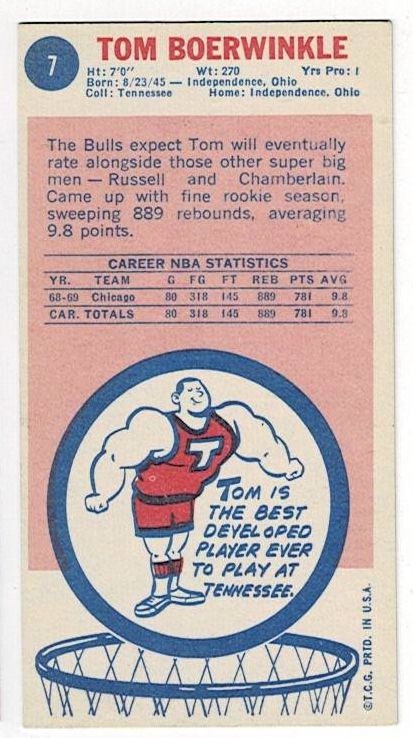 7
TOM BOERWINKLE
Ht: 7'0" Wt: 270 Yrs Pro: 1
Born: 8/23/45 — Independence, Ohio
Coll: Tennessee Home: Independence, Ohio
The Bulls expect Tom will eventually
rate alongside those other super big
men — Russell and Chamberlain.
Came up with fine rookie season,
sweeping 889 rebounds, averaging
9.8 points.
CAREER NBA STATISTICS
YR. TEAM G FG FT REB PTS AVG
68-69 Chicago 80 318 145 889 781 9.8
CAR. TOTALS 80 318 145 889 781 9.8
T
TOM IS
THE BEST
DEVELOPED
PLAYER EVER
TO PLAY AT
TENNESSEE.
©T.C.G. PRTD. IN U.S.A.